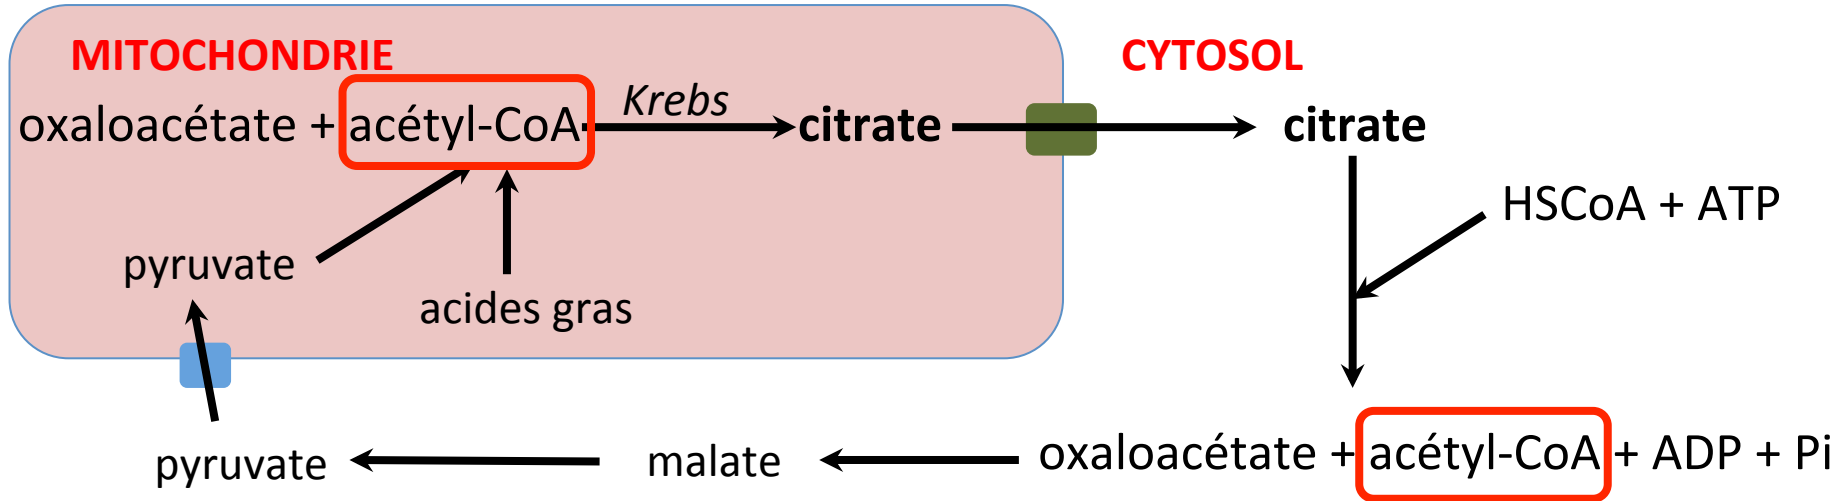 MITOCHONDRIE
CYTOSOL
oxaloacétate + acétyl-CoA
Krebs
citrate
citrate
HSCoA + ATP
pyruvate
acides gras
pyruvate
malate
oxaloacétate + acétyl-CoA + ADP + Pi